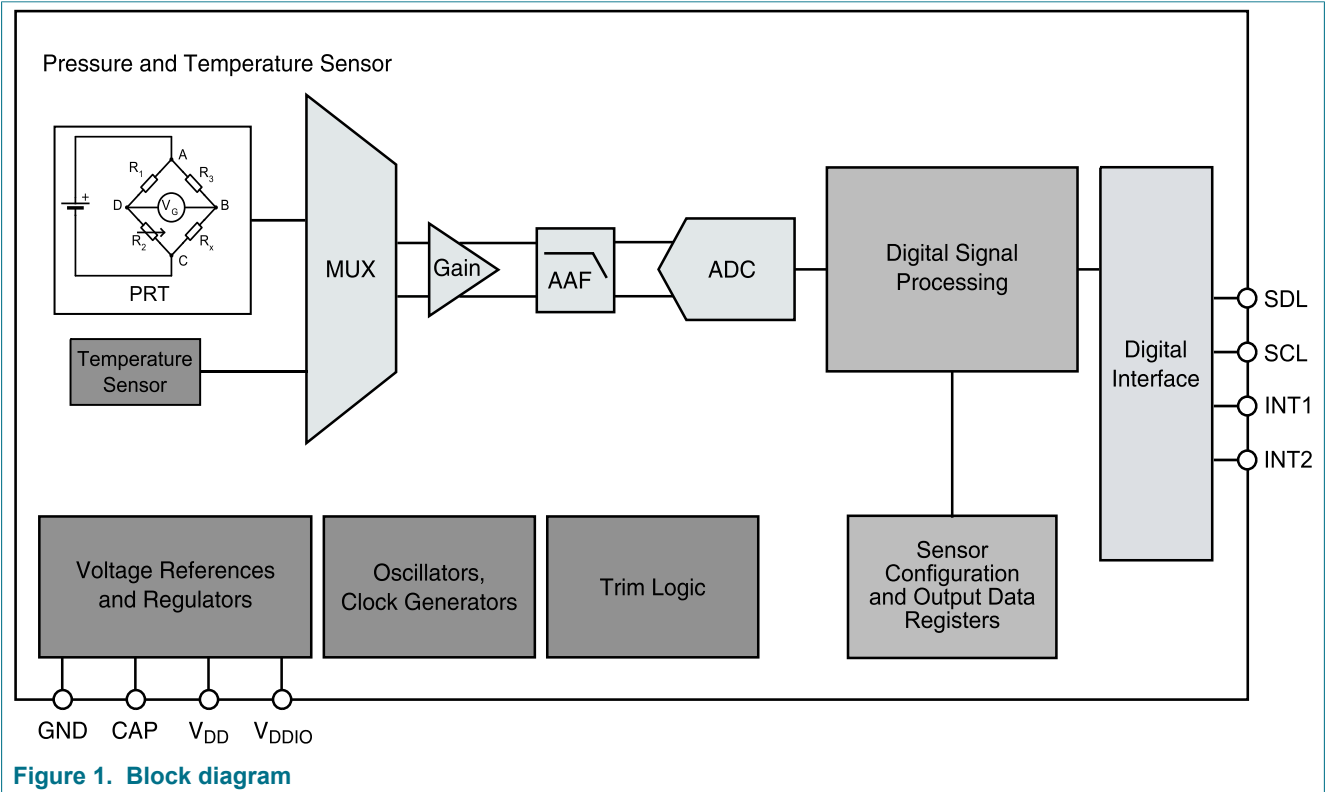 Pressure and Temperature Sensor
A
R1
R3
+
D
VG
B
R2
Rx
C
PRT
Temperature
Sensor
MUX
Gain
AAF
ADC
Digital Signal
Processing
Digital
Interface
SDL
SCL
INT1
INT2
Voltage References
and Regulators
Oscillators,
Clock Generators
Trim Logic
Sensor
Configuration
and Output Data
Registers
GND
CAP
VDD
VDDIO
Figure 1. Block diagram